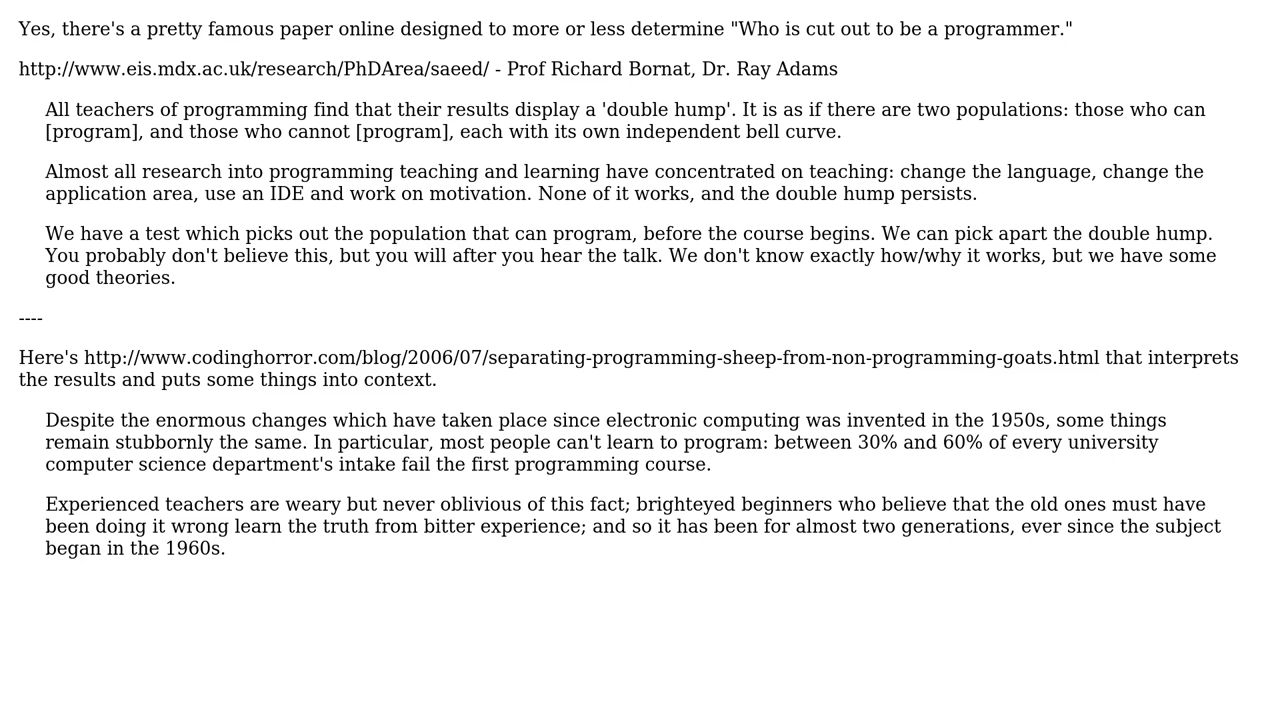 Yes, there's a pretty famous paper online designed to more or less determine "Who is cut out to be a programmer."
http://www.eis.mdx.ac.uk/research/PhDArea/saeed/ - Prof Richard Bornat, Dr. Ray Adams
All teachers of programming find that their results display a 'double hump'. It is as if there are two populations: those who can
[program], and those who cannot [program], each with its own independent bell curve.
Almost all research into programming teaching and learning have concentrated on teaching: change the language, change the
application area, use an IDE and work on motivation. None of it works, and the double hump persists.
We have a test which picks out the population that can program, before the course begins. We can pick apart the double hump.
You probably don't believe this, but you will after you hear the talk. We don't know exactly how/why it works, but we have some
good theories.
----
Here's http://www.codinghorror.com/blog/2006/07/separating-programming-sheep-from-non-programming-goats.html that interprets
the results and puts some things into context.
Despite the enormous changes which have taken place since electronic computing was invented in the 1950s, some things
remain stubbornly the same. In particular, most people can't learn to program: between 30% and 60% of every university
computer science department's intake fail the first programming course.
Experienced teachers are weary but never oblivious of this fact; brighteyed beginners who believe that the old ones must have
been doing it wrong learn the truth from bitter experience; and so it has been for almost two generations, ever since the subject
began in the 1960s.